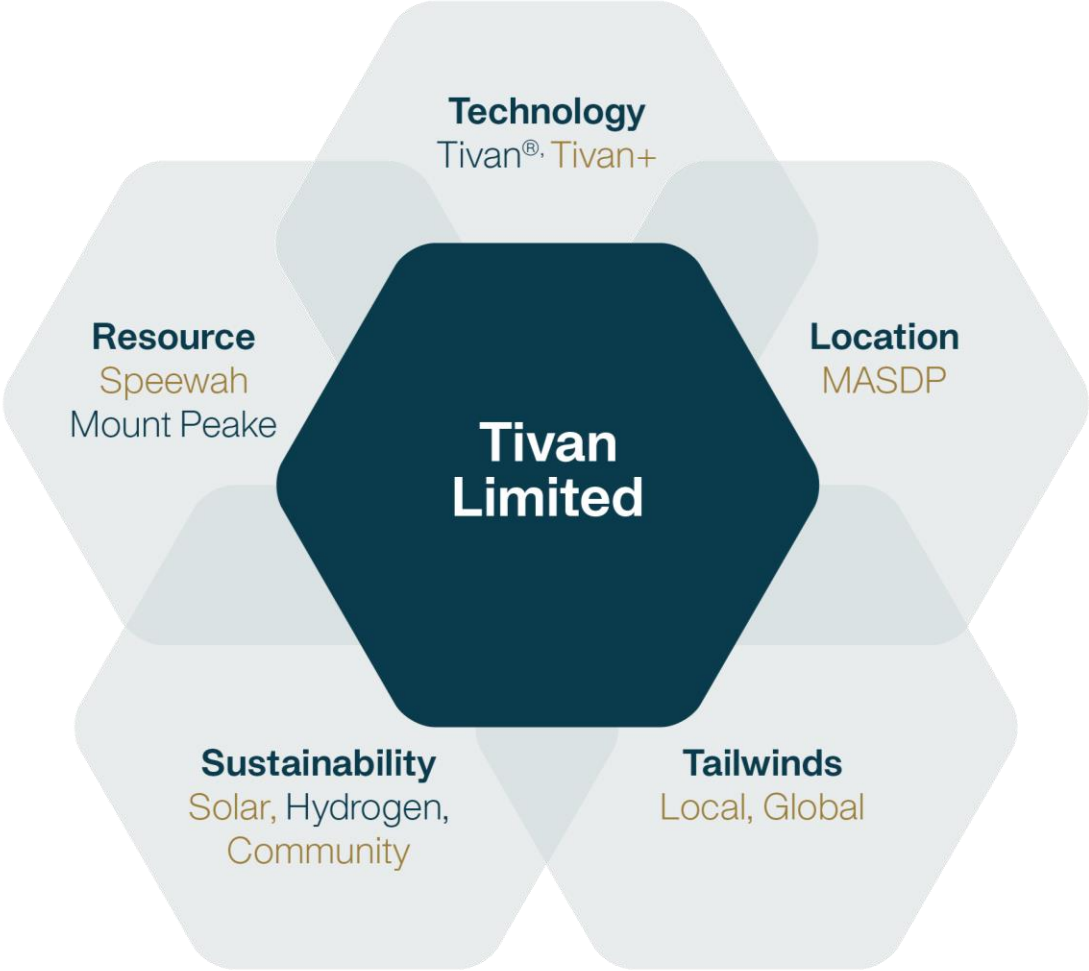 Technology
Tivan®, Tivan+
Resource
Speewah
Mount Peake
Location
MASDP
Tivan
Limited
Sustainability
Solar, Hydrogen,
Community
Tailwinds
Local, Global